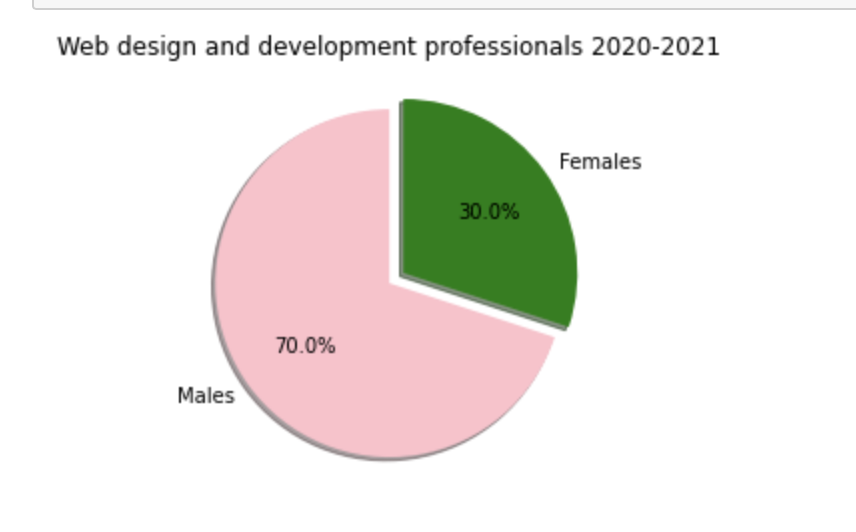 Web design and development professionals 2020-2021
Females
30.0%
70.0%
Males